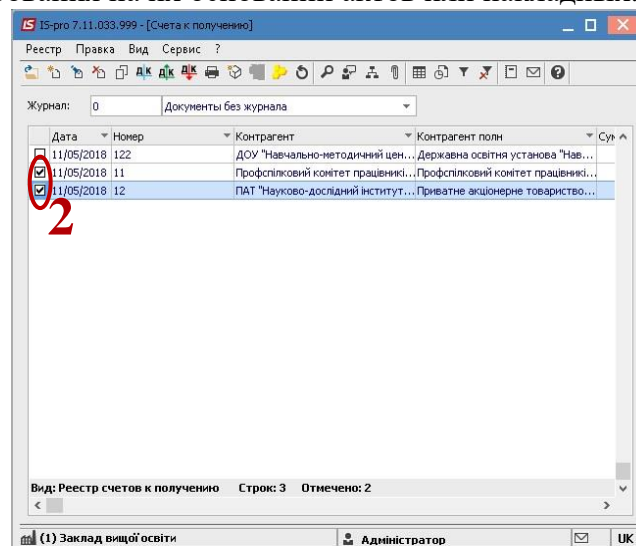 IS-pro 7.11.033.999 - [Счета к получению]
Реестр Правка Вид Сервис ?
Журнал: 0 Документы без журнала
Дата Номер Контрагент Контрагент полн
11/05/2018 122 ДОУ "Навчально-методичний цен... Державна освітня установа "Нав...
11/05/2018 11 Профспілковий комітет працівникі... Профспілковий комітет працівникі...
11/05/2018 12 ПАТ "Науково-дослідний інститут... Приватне акціонерне товариство...
2
Вид: Реестр счетов к получению Строк: 3 Отмечено: 2
(1) Заклад вищої освіти Адміністратор UK